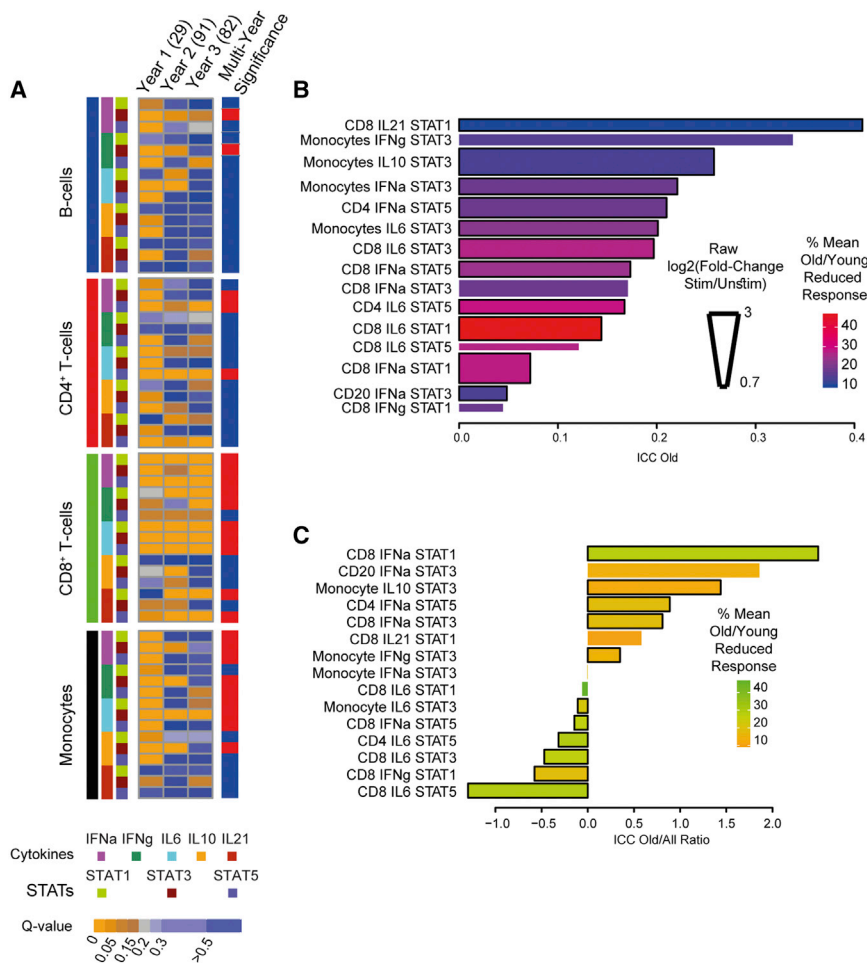 A
Year 1 (29)
Year 2 (91)
Year 3 (82)
Multi-Year
Significance
B-cells
CD4+ T-cells
CD8+ T-cells
Monocytes
IFNa IFNg IL6 IL10 IL21
Cytokines
STAT1 STAT3 STAT5
STATs
Q-value
0 0.05 0.15 0.2 0.3 >0.5
B
CD8 IL21 STAT1
Monocytes IFNg STAT3
Monocytes IL10 STAT3
Monocytes IFNa STAT3
CD4 IFNa STAT5
Monocytes IL6 STAT3
CD8 IL6 STAT3
CD8 IFNa STAT5
CD8 IFNa STAT3
CD4 IL6 STAT5
CD8 IL6 STAT1
CD8 IL6 STAT5
CD8 IFNa STAT1
CD20 IFNa STAT3
CD8 IFNg STAT1
0.0 0.1 0.2 0.3 0.4
ICC Old
Raw
log2(Fold-Change
Stim/Unstim)
3
0.7
% Mean
Old/Young
Reduced
Response
40
30
20
10
C
CD8 IFNa STAT1
CD20 IFNa STAT3
Monocyte IL10 STAT3
CD4 IFNa STAT5
CD8 IFNa STAT3
CD8 IL21 STAT1
Monocyte IFNg STAT3
Monocyte IFNa STAT3
CD8 IL6 STAT1
Monocyte IL6 STAT3
CD8 IFNa STAT5
CD4 IL6 STAT5
CD8 IL6 STAT3
CD8 IFNg STAT1
CD8 IL6 STAT5
−1.0 −0.5 0.0 0.5 1.0 2.0
ICC Old/All Ratio
% Mean
Old/Young
Reduced
Response
40
30
20
10